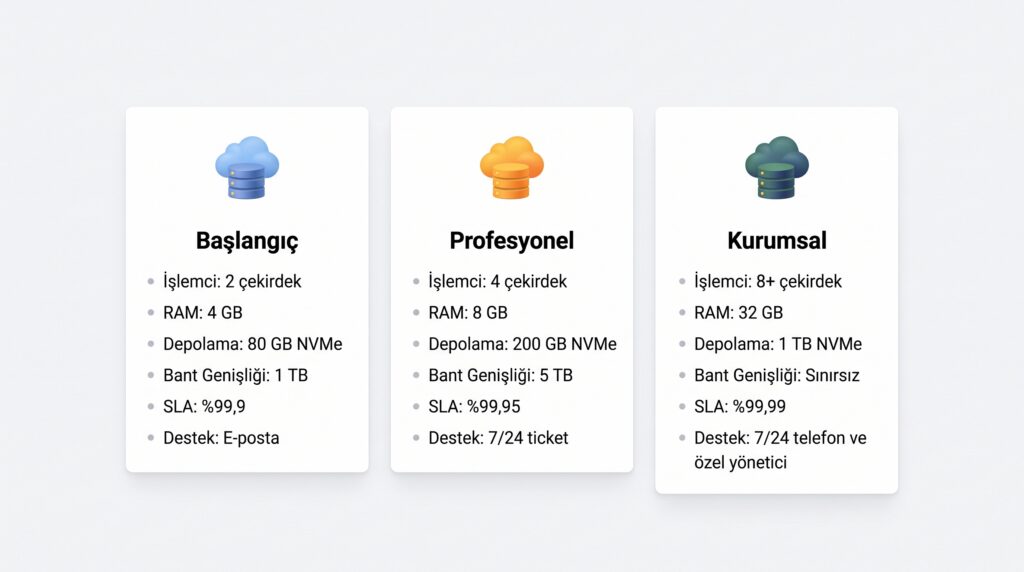 Başlangıç
İşlemci: 2 çekirdek
RAM: 4 GB
Depolama: 80 GB NVMe
Bant Genişliği: 1 TB
SLA: %99,9
Destek: E-posta
Profesyonel
İşlemci: 4 çekirdek
RAM: 8 GB
Depolama: 200 GB NVMe
Bant Genişliği: 5 TB
SLA: %99,95
Destek: 7/24 ticket
Kurumsal
İşlemci: 8+ çekirdek
RAM: 32 GB
Depolama: 1 TB NVMe
Bant Genişliği: Sınırsız
SLA: %99,99
Destek: 7/24 telefon ve
özel yönetici